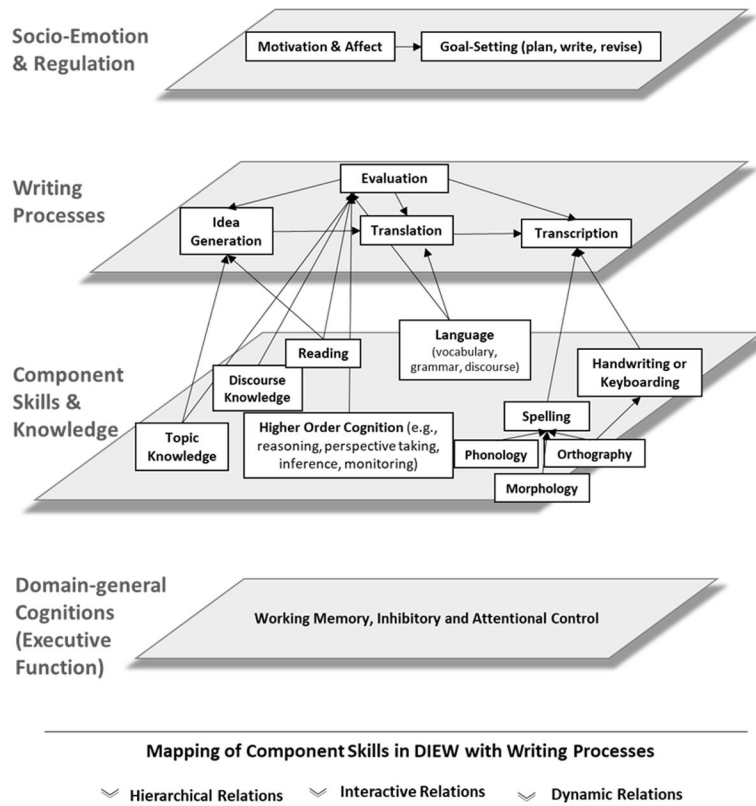 Socio-Emotion
& Regulation
Motivation & Affect
Goal-Setting (plan, write, revise)
Writing
Processes
Evaluation
Idea
Generation
Translation
Transcription
Component
Skills &
Knowledge
Reading
Language
(vocabulary,
grammar, discourse)
Handwriting or
Keyboarding
Discourse
Knowledge
Topic
Knowledge
Higher Order Cognition (e.g.,
reasoning, perspective taking,
inference, monitoring)
Spelling
Phonology
Orthography
Morphology
Domain-general
Cognitions
(Executive
Function)
Working Memory, Inhibitory and Attentional Control
Mapping of Component Skills in DIEW with Writing Processes
Hierarchical Relations
Interactive Relations
Dynamic Relations